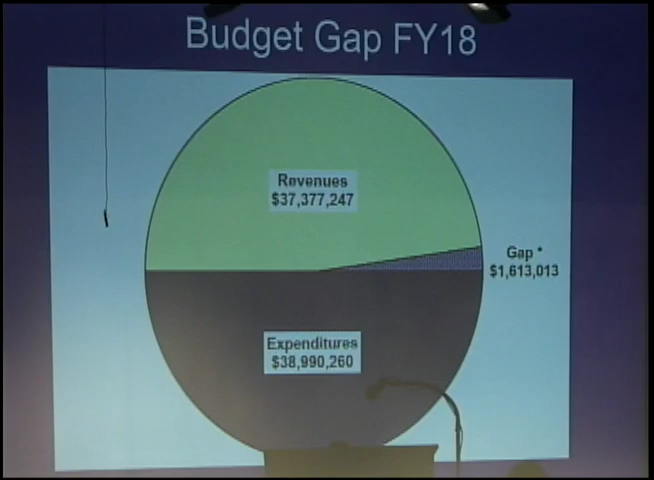 Budget Gap FY18
Revenues
$37,377,247
Gap *
$1,613,013
Expenditures
$38,990,260